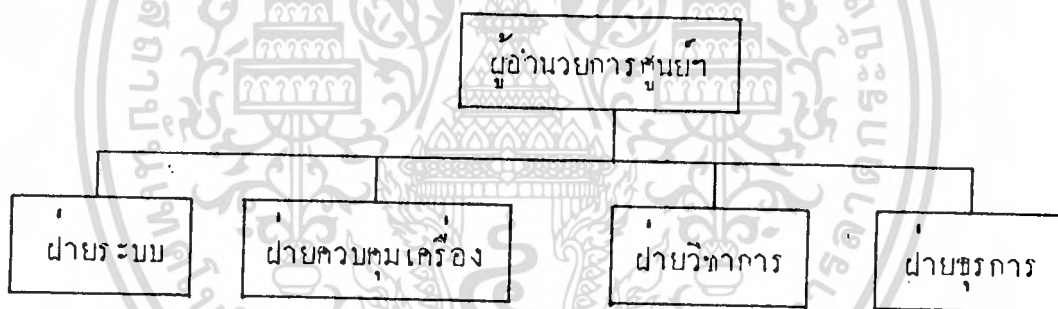 ผู้อำนวยการศูนย์ฯ
ฝ่ายระบบ
ฝ่ายควบคุมเครื่อง
ฝ่ายวิชาการ
ฝ่ายธุรการ